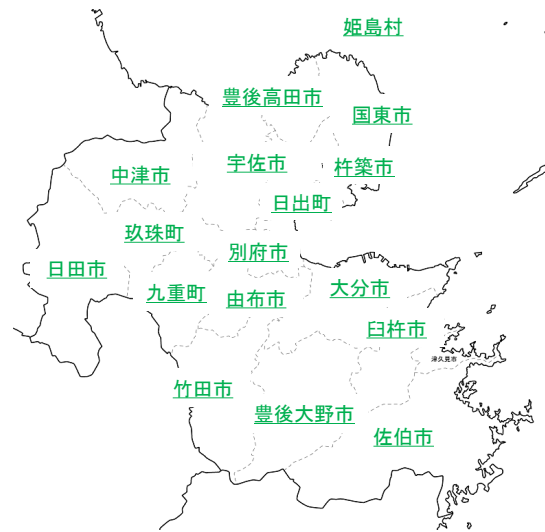 姫島村
豊後高田市
国東市
宇佐市
杵築市
中津市
日出町
玖珠町
別府市
日田市
大分市
九重町
由布市
臼杵市
津久見市
竹田市
豊後大野市
佐伯市